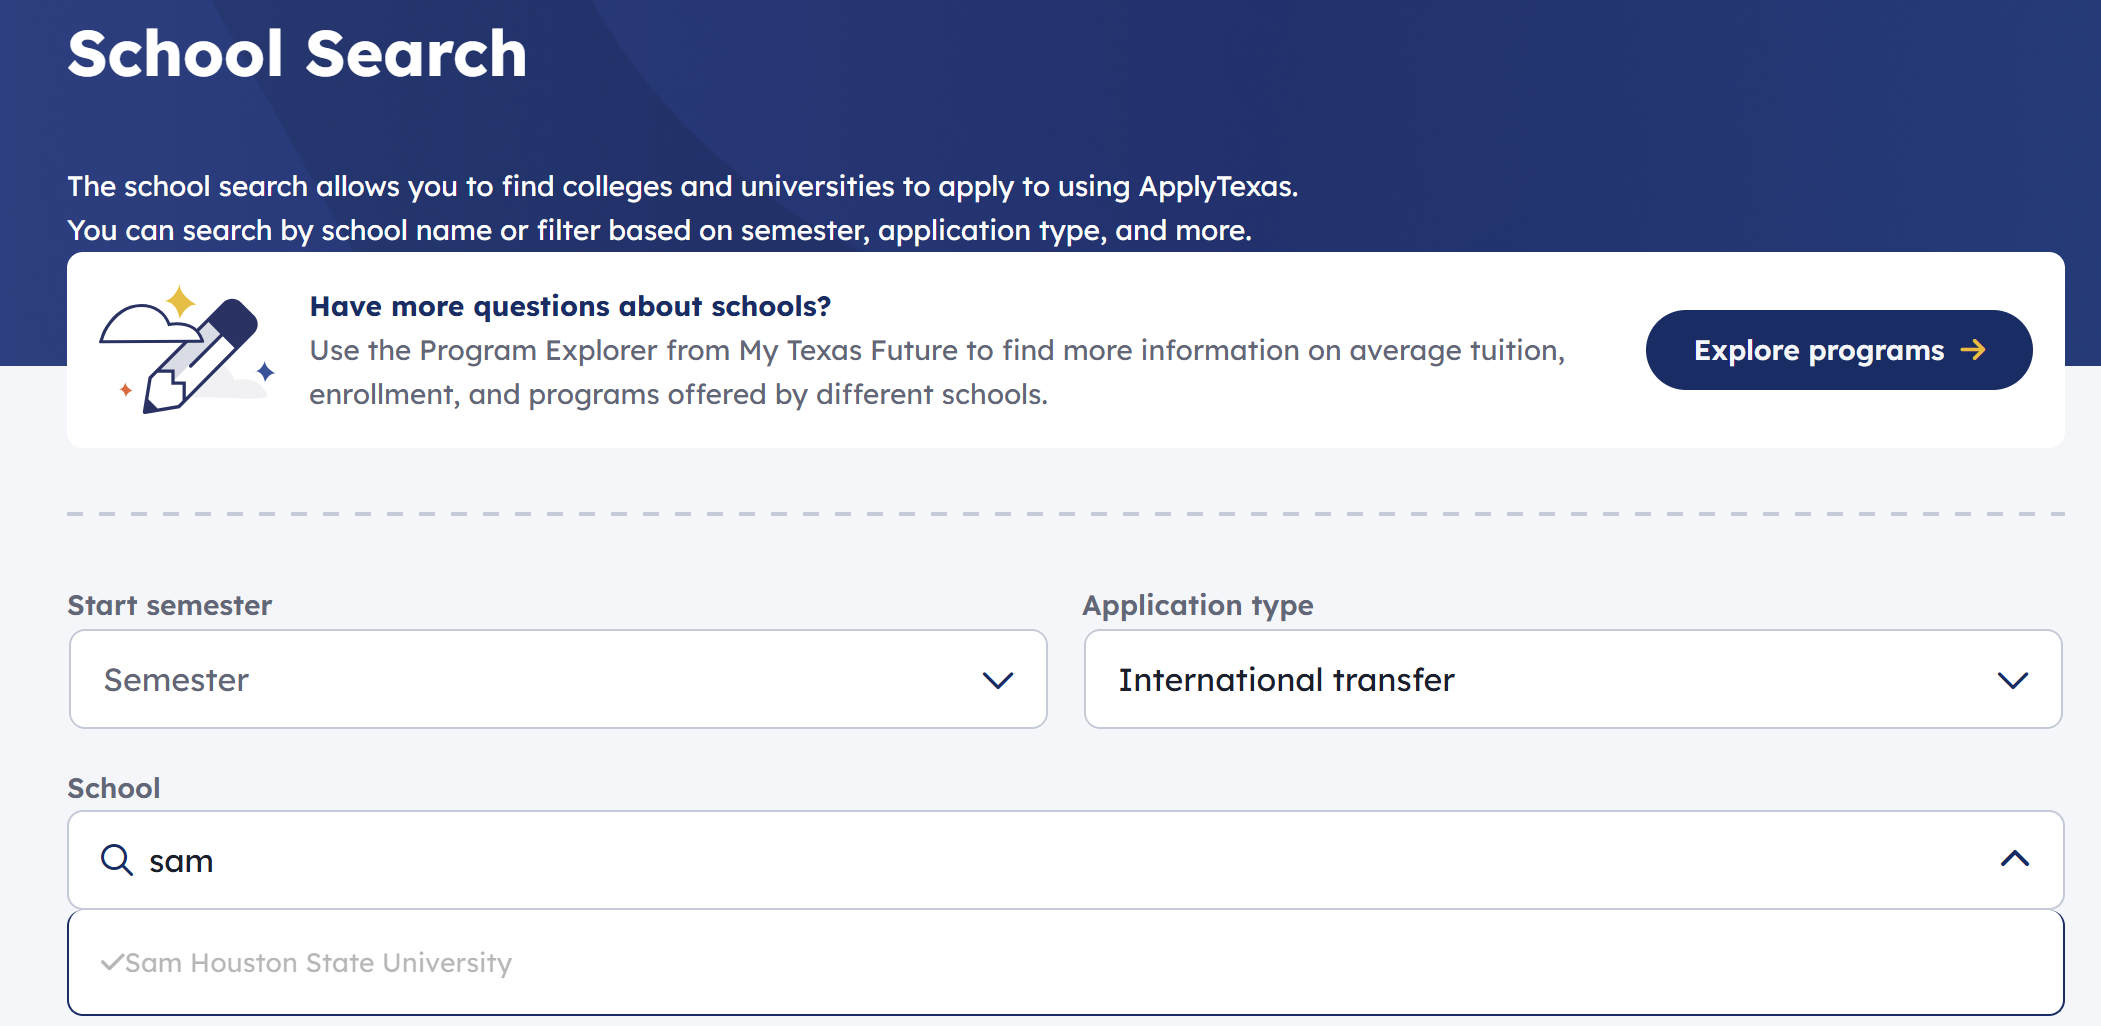 School Search
The school search allows you to find colleges and universities to apply to using ApplyTexas.
You can search by school name or filter based on semester, application type, and more.
Have more questions about schools?
Use the Program Explorer from My Texas Future to find more information on average tuition,
enrollment, and programs offered by different schools.
Explore programs
Start semester
Semester
Application type
International transfer
School
sam
Sam Houston State University